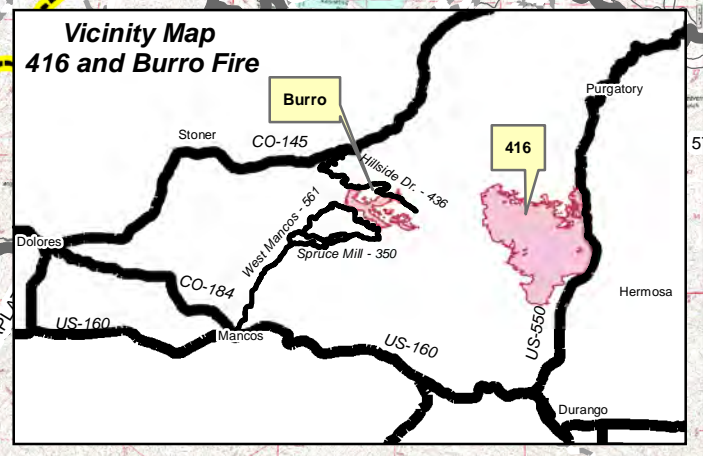 Vicinity Map
416 and Burro Fire
Purgatory
Burro
416
Stoner
CO-145
Hillside Dr. - 436
West Mancos - 561
Dolores
Spruce Mill - 350
CO-184
Hermosa
US-160
Mancos
US-160
US-550
Durango